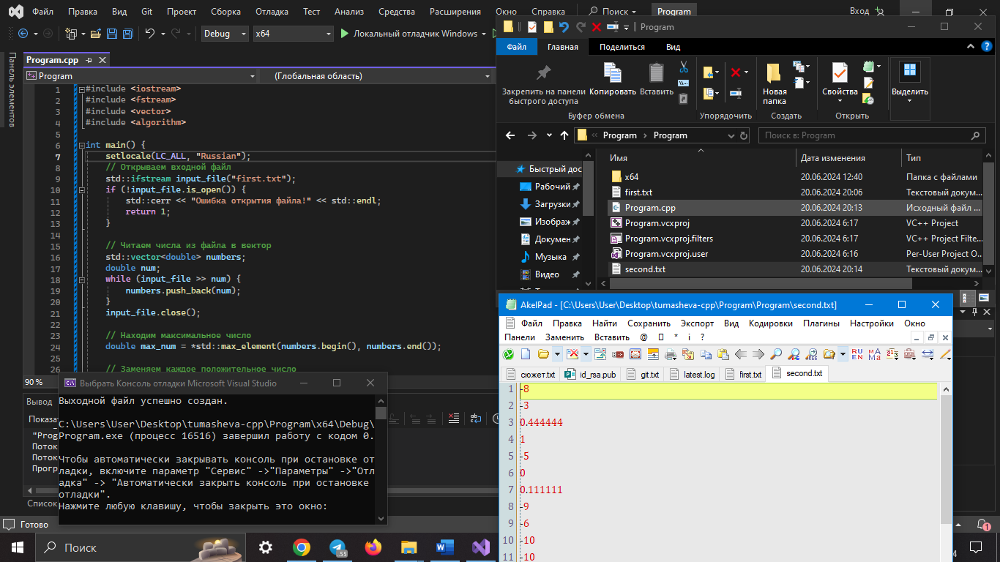 Файл Правка Вид Git Проект Сборка Отладка Тест Анализ Средства Расширения Окно Справка Поиск Program Вход
Debug x64 Локальный отладчик Windows
Панель элементов
Program.cpp
Program (Глобальная область)
1 #include <iostream>
2 #include <fstream>
3 #include <vector>
4 #include <algorithm>
5
6 int main() {
7 setlocale(LC_ALL, "Russian");
8 // Открываем входной файл
9 std::ifstream input_file("first.txt");
10 if (!input_file.is_open()) {
11 std::cerr << "Ошибка открытия файла!" << std::endl;
12 return 1;
13 }
14
15 // Читаем числа из файла в вектор
16 std::vector<double> numbers;
17 double num;
18 while (input_file >> num) {
19 numbers.push_back(num);
20 }
21 input_file.close();
22
23 // Находим максимальное число
24 double max_num = *std::max_element(numbers.begin(), numbers.end());
25
26 // Заменяем каждое положительное число
90 %
Вывод
Показат
"Prog
Поток
Поток
Прогр
Список
Готово
Выбрать Консоль отладки Microsoft Visual Studio
Выходной файл успешно создан.
C:\Users\User\Desktop\tumasheva-cpp\Program\x64\Debug\
Program.exe (процесс 16516) завершил работу с кодом 0.
Чтобы автоматически закрывать консоль при остановке от
ладки, включите параметр "Сервис" ->"Параметры" ->"Отл
адка" -> "Автоматически закрыть консоль при остановке
отладки".
Нажмите любую клавишу, чтобы закрыть это окно:
Program
Файл Главная Поделиться Вид
Закрепить на панели
быстрого доступа
Копировать
Вставить
Новая
папка
Свойства
Выделить
Буфер обмена Упорядочить Создать Открыть
Program Program Поиск в: Program
Имя Дата изменения Тип
Быстрый дос
Рабочий
Загрузки
Изображ
Докумен
Музыка
Видео
x64 20.06.2024 12:40 Папка с файлами
first.txt 20.06.2024 20:06 Текстовый докум...
Program.cpp 20.06.2024 20:13 Исходный файл ...
Program.vcxproj 20.06.2024 6:17 VC++ Project
Program.vcxproj.filters 20.06.2024 6:17 VC++ Project Filte...
Program.vcxproj.user 20.06.2024 6:16 Per-User Project O...
second.txt 20.06.2024 20:14 Текстовый докум...
AkelPad - [C:\Users\User\Desktop\tumasheva-cpp\Program\Program\second.txt]
Файл Правка Найти Сохранить Экспорт Вид Кодировки Плагины Настройки Окно
Панели Заменить Вставить @ * i ?
сюжет.txt id_rsa.pub git.txt latest.log first.txt second.txt
1 -8
2 -3
3 0.444444
4 1
5 -5
6 0
7 0.111111
8 -9
9 -6
10 -10
11 -10
Поиск
55
1
4